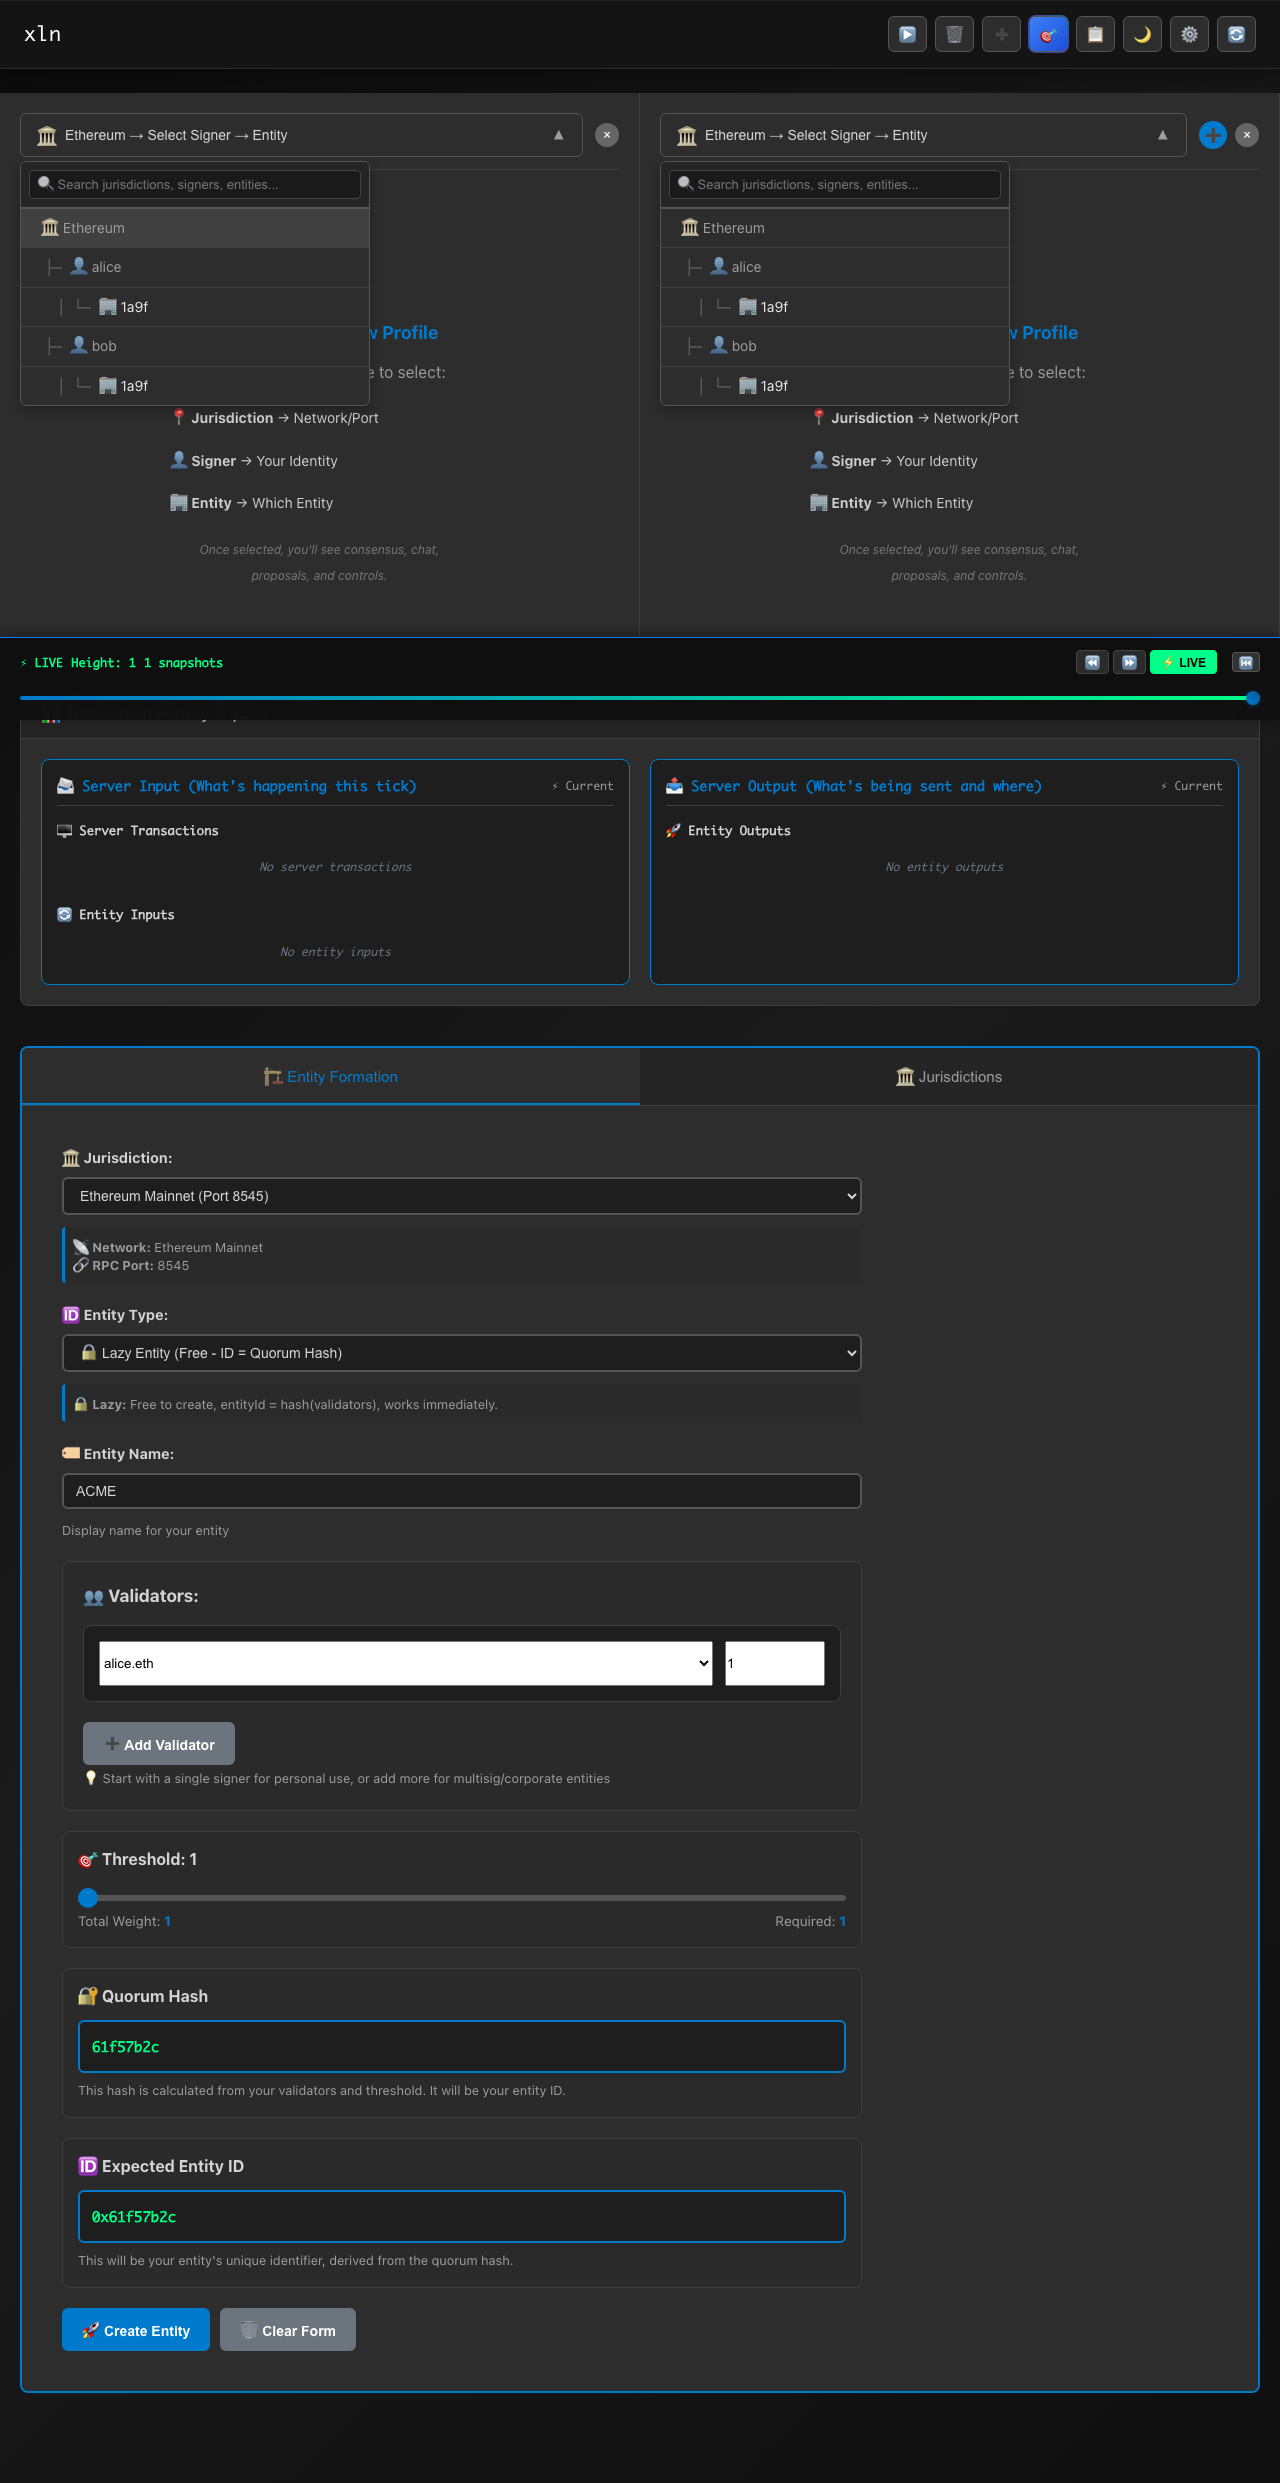 xln
Ethereum → Select Signer → Entity ▲ ×
Search jurisdictions, signers, entities...
Ethereum
├─ alice
│ └─ 1a9f
├─ bob
│ └─ 1a9f
w Profile
e to select:
Jurisdiction → Network/Port
Signer → Your Identity
Entity → Which Entity
Once selected, you'll see consensus, chat,
proposals, and controls.
Ethereum → Select Signer → Entity ▲ ×
Search jurisdictions, signers, entities...
Ethereum
├─ alice
│ └─ 1a9f
├─ bob
│ └─ 1a9f
w Profile
e to select:
Jurisdiction → Network/Port
Signer → Your Identity
Entity → Which Entity
Once selected, you'll see consensus, chat,
proposals, and controls.
⚡ LIVE Height: 1 1 snapshots
⚡ LIVE
Server Input (What's happening this tick) ⚡ Current
Server Transactions
No server transactions
Entity Inputs
No entity inputs
Server Output (What's being sent and where) ⚡ Current
Entity Outputs
No entity outputs
Entity Formation
Jurisdictions
Jurisdiction:
Ethereum Mainnet (Port 8545)
Network: Ethereum Mainnet
RPC Port: 8545
🆔 Entity Type:
Lazy Entity (Free - ID = Quorum Hash)
Lazy: Free to create, entityId = hash(validators), works immediately.
Entity Name:
ACME
Display name for your entity
Validators:
alice.eth 1
Add Validator
Start with a single signer for personal use, or add more for multisig/corporate entities
Threshold: 1
Total Weight: 1 Required: 1
Quorum Hash
61f57b2c
This hash is calculated from your validators and threshold. It will be your entity ID.
🆔 Expected Entity ID
0x61f57b2c
This will be your entity's unique identifier, derived from the quorum hash.
Create Entity
Clear Form